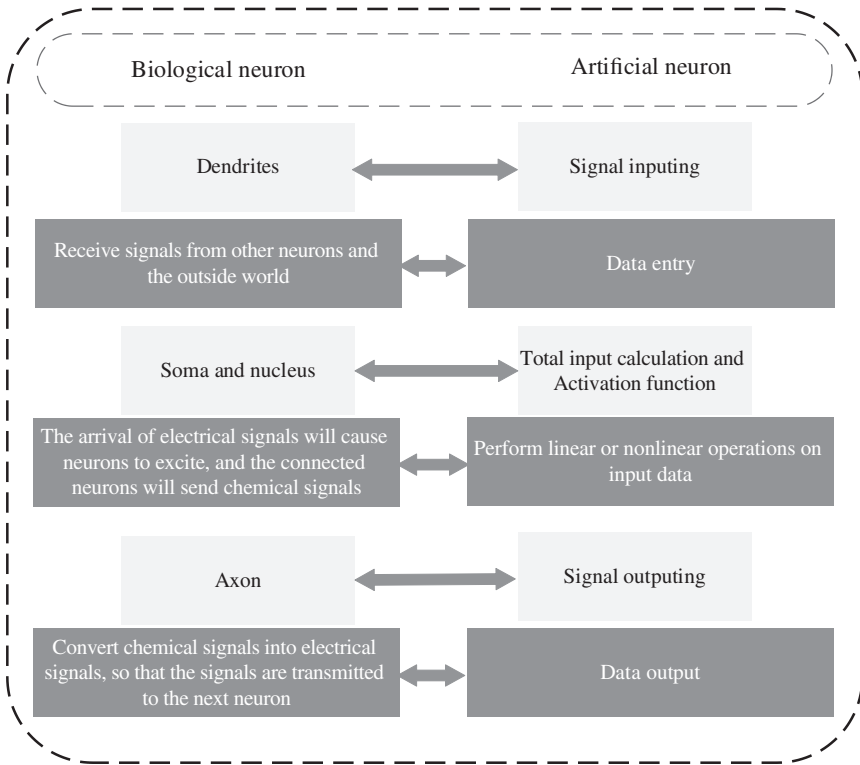 Biological neuron
Artificial neuron
Dendrites
Signal inputing
Receive signals from other neurons and
the outside world
Data entry
Soma and nucleus
Total input calculation and
Activation function
The arrival of electrical signals will cause
neurons to excite, and the connected
neurons will send chemical signals
Perform linear or nonlinear operations on
input data
Axon
Signal outputing
Convert chemical signals into electrical
signals, so that the signals are transmitted
to the next neuron
Data output